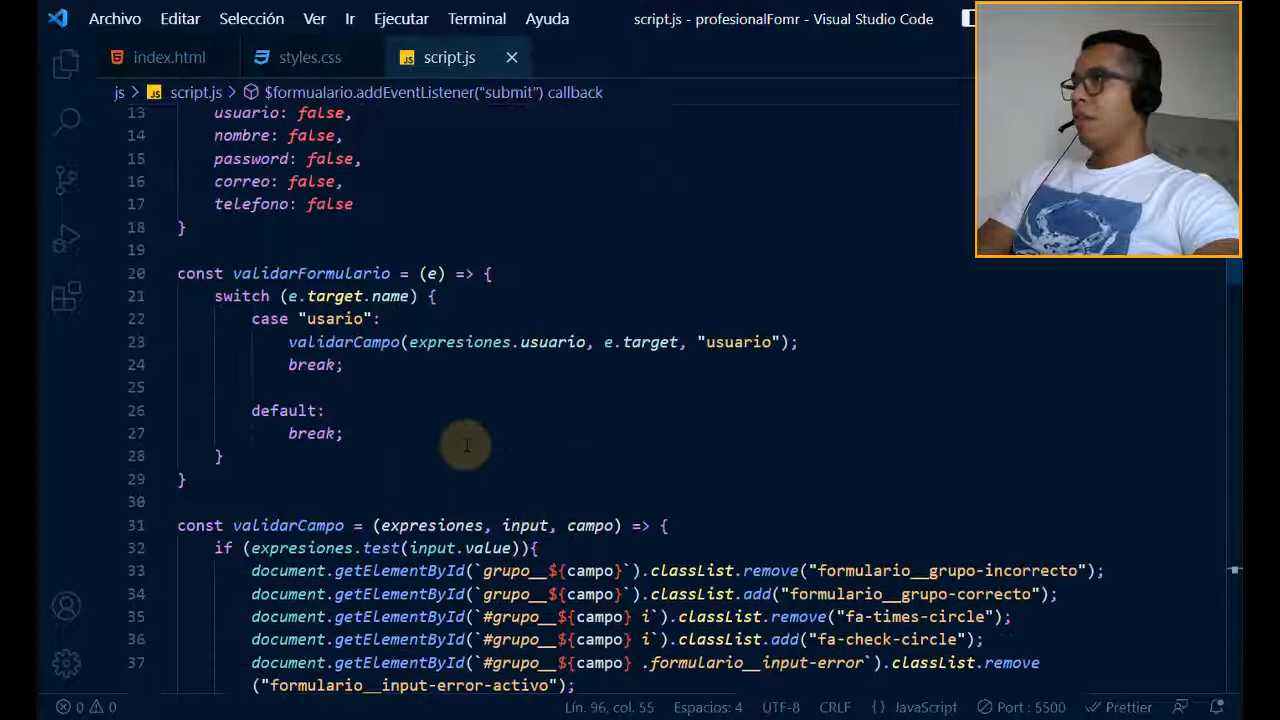 Archivo Editar Selección Ver Ir Ejecutar Terminal Ayuda script.js - profesionalFomr - Visual Studio Code
index.html styles.css JS script.js
js > JS script.js > $formualario.addEventListener("submit") callback
13 usuario: false,
14 nombre: false,
15 password: false,
16 correo: false,
17 telefono: false
18 }
19
20 const validarFormulario = (e) => {
21 switch (e.target.name) {
22 case "usario":
23 validarCampo(expresiones.usuario, e.target, "usuario");
24 break;
25
26 default:
27 break;
28 }
29 }
30
31 const validarCampo = (expresiones, input, campo) => {
32 if (expresiones.test(input.value)){
33 document.getElementById(`grupo__${campo}`).classList.remove("formulario__grupo-incorrecto");
34 document.getElementById(`grupo__${campo}`).classList.add("formulario__grupo-correcto");
35 document.getElementById(`#grupo__${campo} i`).classList.remove("fa-times-circle");
36 document.getElementById(`#grupo__${campo} i`).classList.add("fa-check-circle");
37 document.getElementById(`#grupo__${campo} .formulario__input-error`).classList.remove
("formulario__input-error-activo");
0 0 Lín. 96, col. 55 Espacios: 4 UTF-8 CRLF {} JavaScript Port : 5500 Prettier